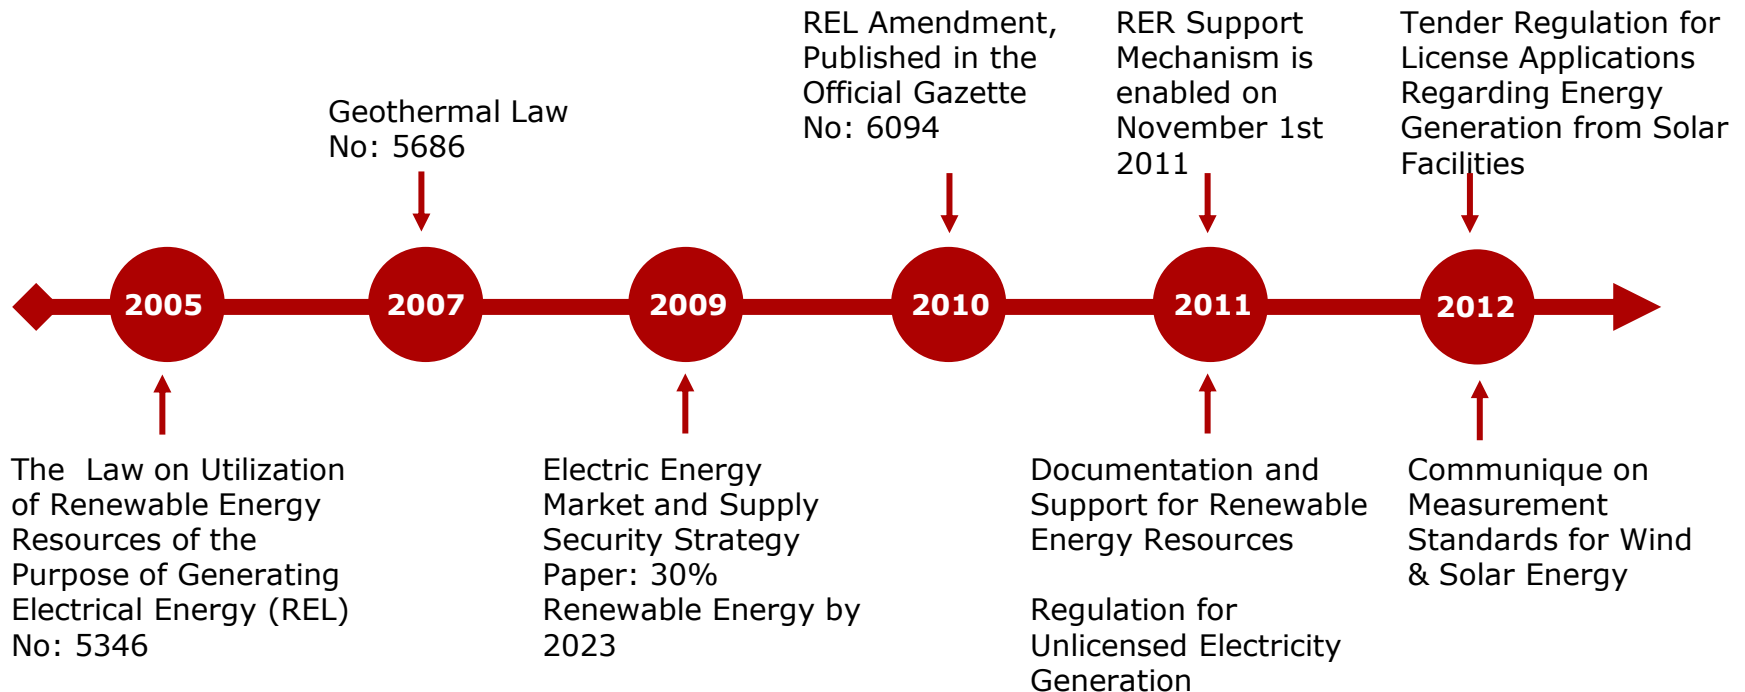 REL Amendment,
Published in the
Official Gazette
No: 6094
RER Support
Mechanism is
enabled on
November 1st
2011
Tender Regulation for
License Applications
Regarding Energy
Generation from Solar
Facilities
Geothermal Law
No: 5686
2005
2007
2009
2010
2011
2012
The  Law on Utilization
of Renewable Energy
Resources of the
Purpose of Generating
Electrical Energy (REL)
No: 5346
Electric Energy
Market and Supply
Security Strategy
Paper: 30%
Renewable Energy by
2023
Documentation and
Support for Renewable
Energy Resources
Regulation for
Unlicensed Electricity
Generation
Communique on
Measurement
Standards for Wind
& Solar Energy